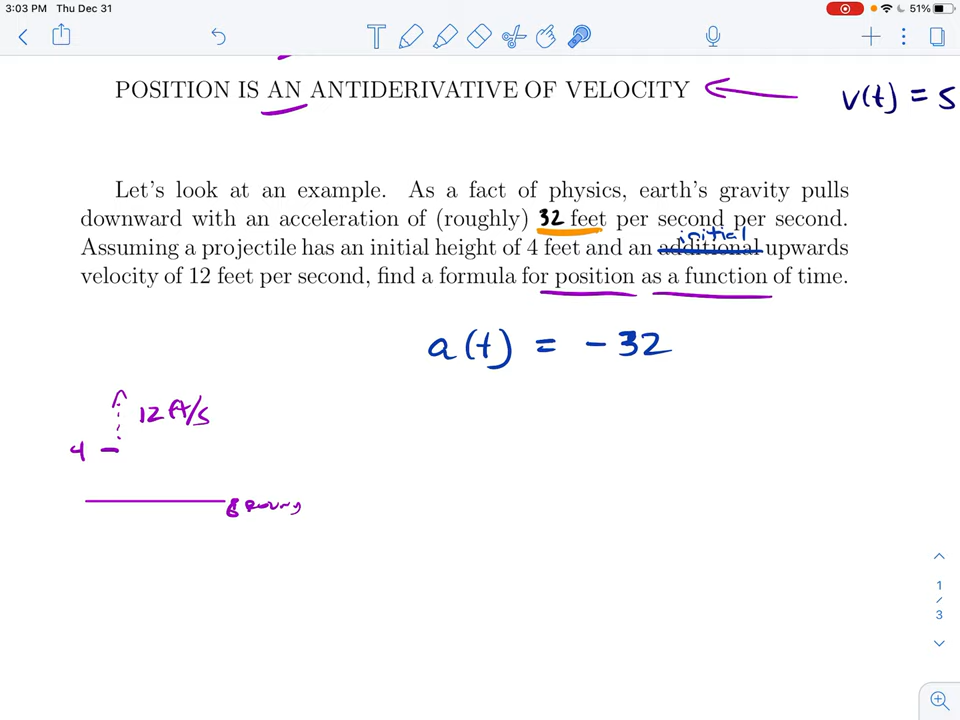 3:03 PM Thu Dec 31
51%
POSITION IS AN ANTIDERIVATIVE OF VELOCITY
v(t) = s
Let's look at an example. As a fact of physics, earth's gravity pulls
downward with an acceleration of (roughly) 32 feet per second per second.
initial
Assuming a projectile has an initial height of 4 feet and an additional upwards
velocity of 12 feet per second, find a formula for position as a function of time.
a(t) = -32
12 ft/s
4
1
/
3